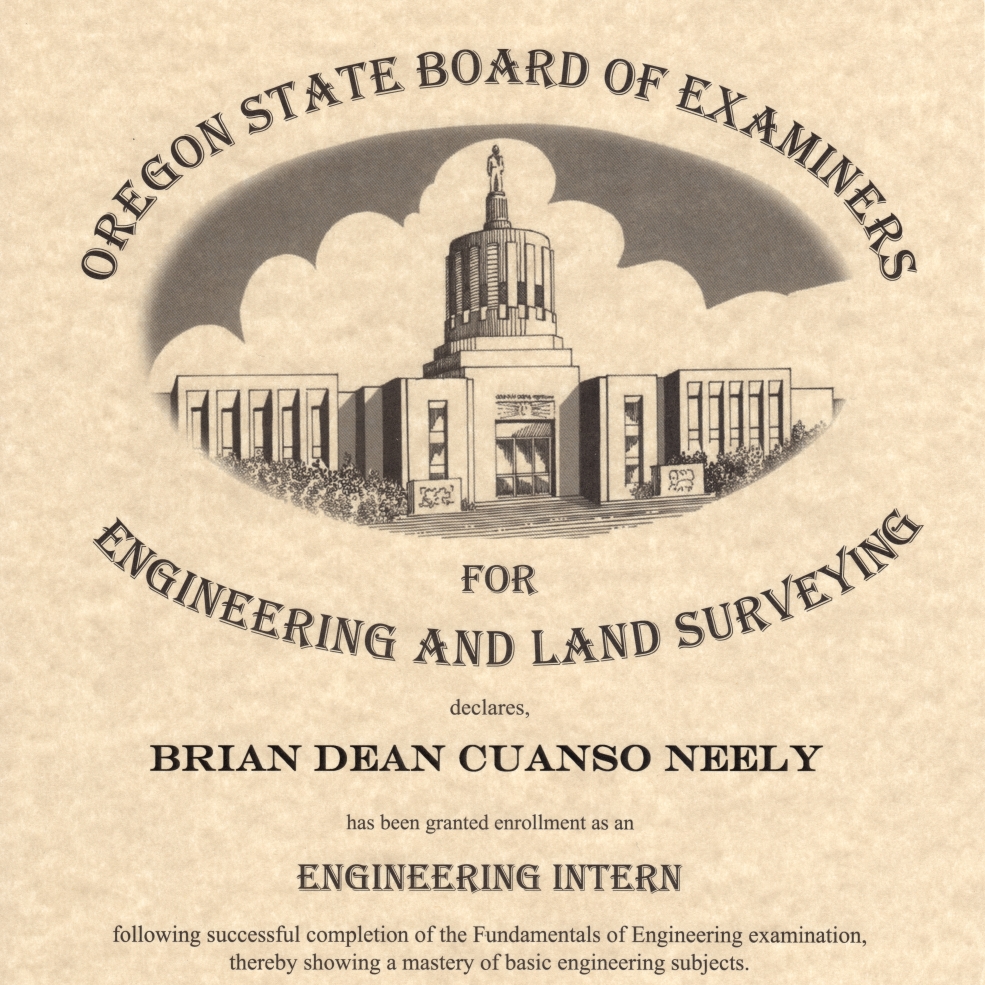 OREGON STATE BOARD OF EXAMINERS
FOR
ENGINEERING AND LAND SURVEYING
declares,
BRIAN DEAN CUANSO NEELY
has been granted enrollment as an
ENGINEERING INTERN
following successful completion of the Fundamentals of Engineering examination,
thereby showing a mastery of basic engineering subjects.